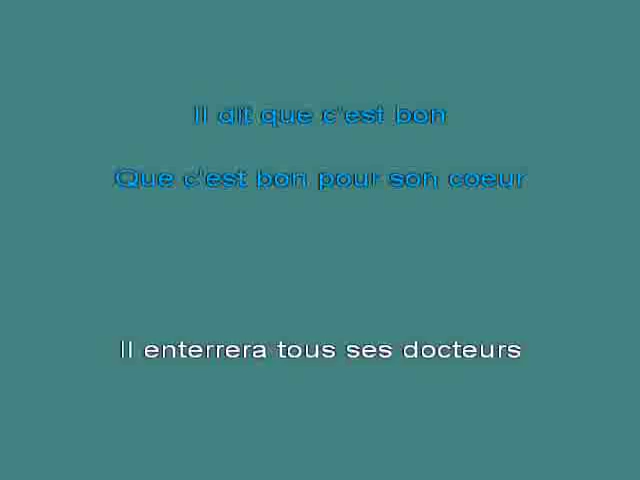 Il dit que c'est bon
Que c'est bon pour son coeur
Il enterrera tous ses docteurs